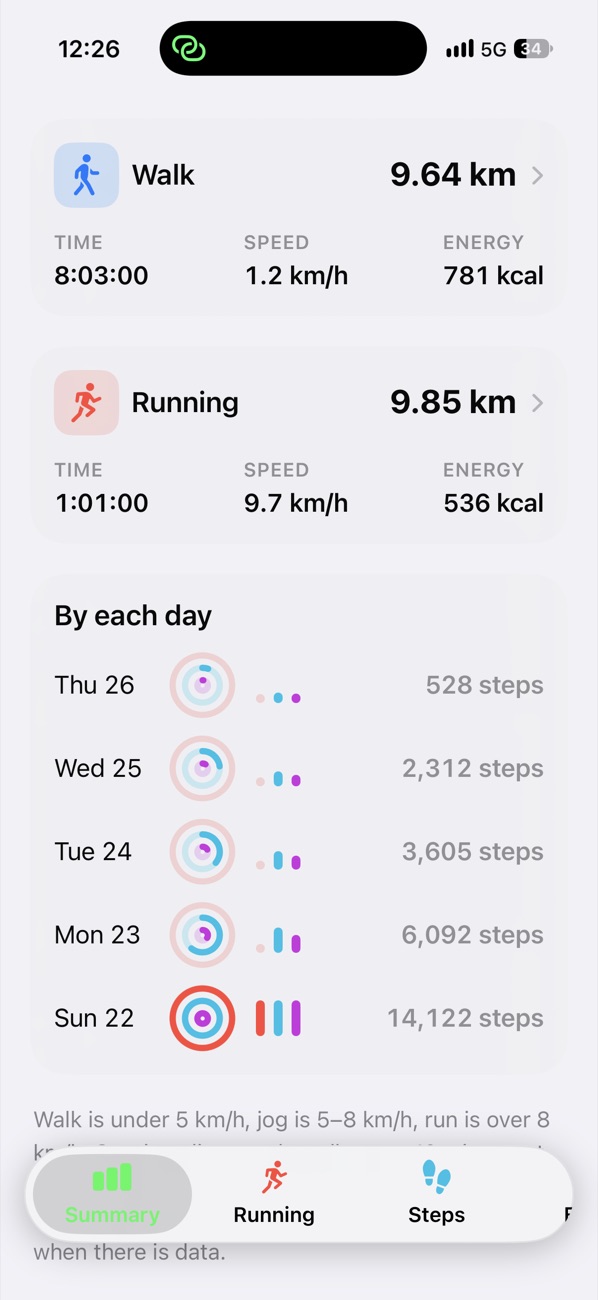 12:26
5G
34
Walk
9.64 km
TIME
SPEED
ENERGY
8:03:00
1.2 km/h
781 kcal
Running
9.85 km
TIME
SPEED
ENERGY
1:01:00
9.7 km/h
536 kcal
By each day
Thu 26
528 steps
Wed 25
2,312 steps
Tue 24
3,605 steps
Mon 23
6,092 steps
Sun 22
14,122 steps
Walk is under 5 km/h, jog is 5–8 km/h, run is over 8
Summary
Running
Steps
when there is data.